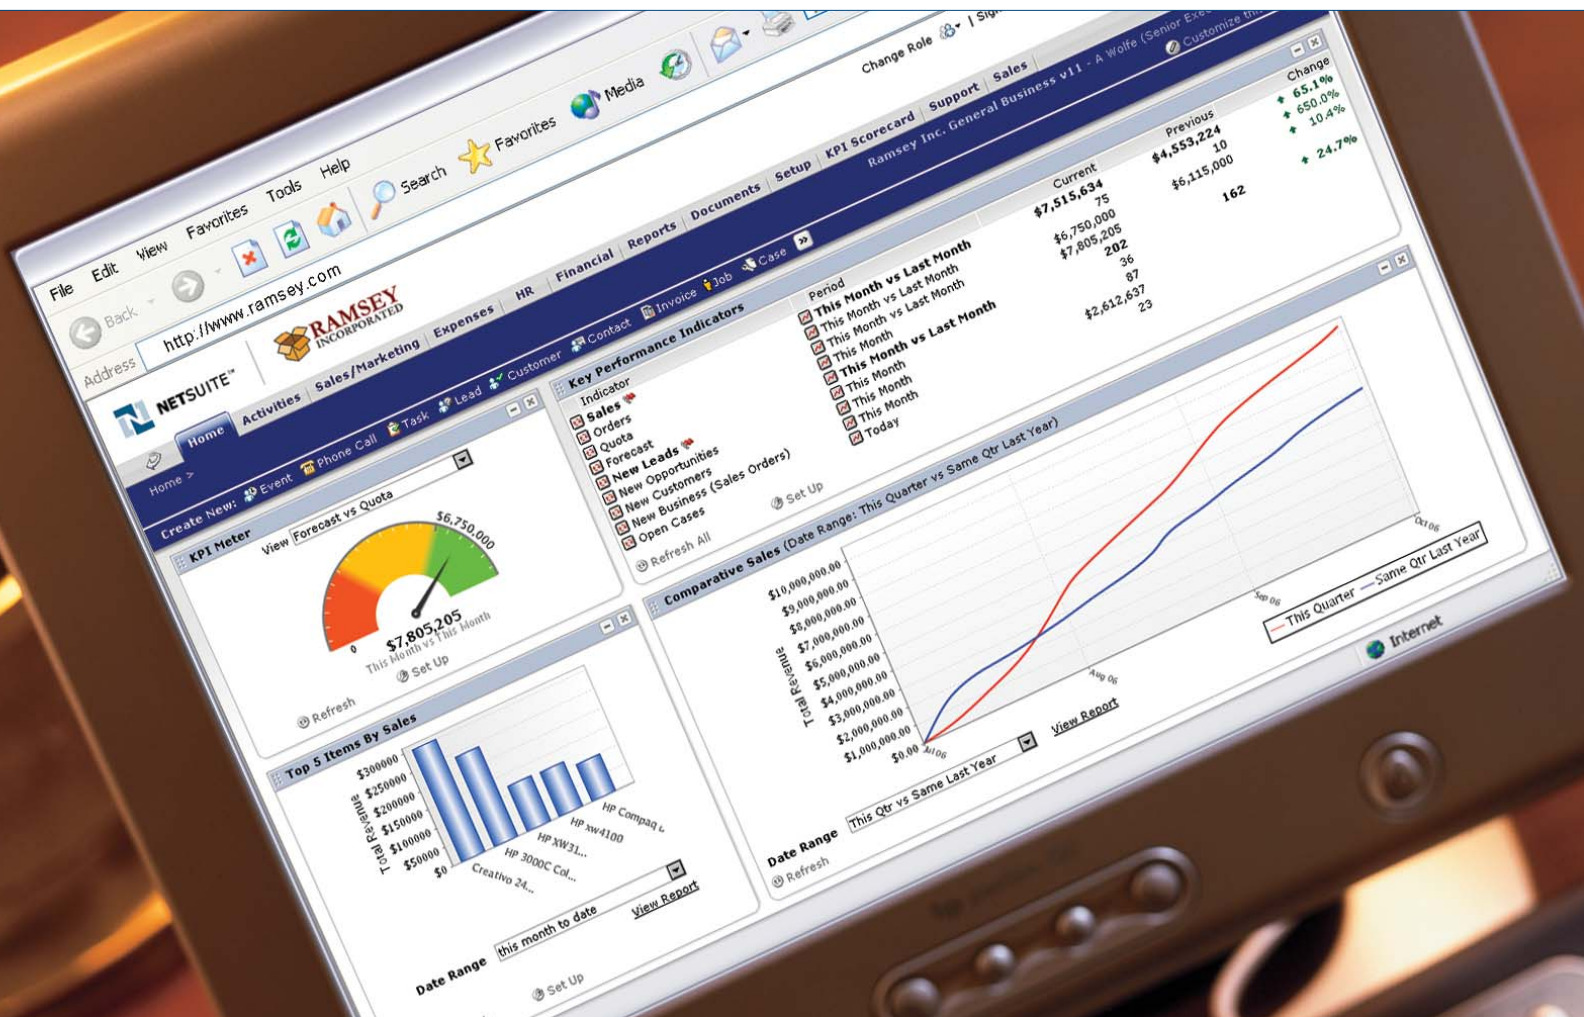 File Edit View Favorites Tools Help
Back Search Favorites Media
Address http://www.ramsey.com
NETSUITE™ RAMSEY
INCORPORATED
Change Role
Home Activities Sales/Marketing Expenses HR Financial Reports Documents Setup KPI Scorecard Support Sales
Home > Ramsey Inc. General Business v11 - A Wolfe (Senior
Create New: Event Phone Call Task Lead Customer Contact Invoice Job Case »
Customize
KPI Meter
View Forecast vs Quota
$6,750,000
0
$7,805,205
This Month vs This Month
Refresh Set Up
Key Performance Indicators
Indicator Period Current Previous Change
Sales This Month vs Last Month $7,515,634 $4,553,224 65.1%
Orders This Month vs Last Month 75 10 650.0%
Quota This Month vs Last Month $6,750,000 $6,115,000 10.4%
Forecast This Month $7,805,205
New Leads This Month vs Last Month 202 162 24.7%
New Opportunities This Month 36
New Customers This Month 87
New Business (Sales Orders) This Month $2,612,637
Open Cases Today 23
Refresh All Set Up
Top 5 Items By Sales
Total Revenue
$300000
$250000
$200000
$150000
$100000
$50000
$0
Creativo 24...
HP 3000C Col...
HP XW31...
HP xw4100
HP Compaq
Date Range this month to date View Report
Set Up
Comparative Sales (Date Range: This Quarter vs Same Qtr Last Year)
Total Revenue
$10,000,000.00
$9,000,000.00
$8,000,000.00
$7,000,000.00
$6,000,000.00
$5,000,000.00
$4,000,000.00
$3,000,000.00
$2,000,000.00
$1,000,000.00
$0.00
Jul 06 Aug 06 Sep 06 Oct 06
This Quarter Same Qtr Last Year
Date Range This Qtr vs Same Last Year View Report
Refresh
Internet